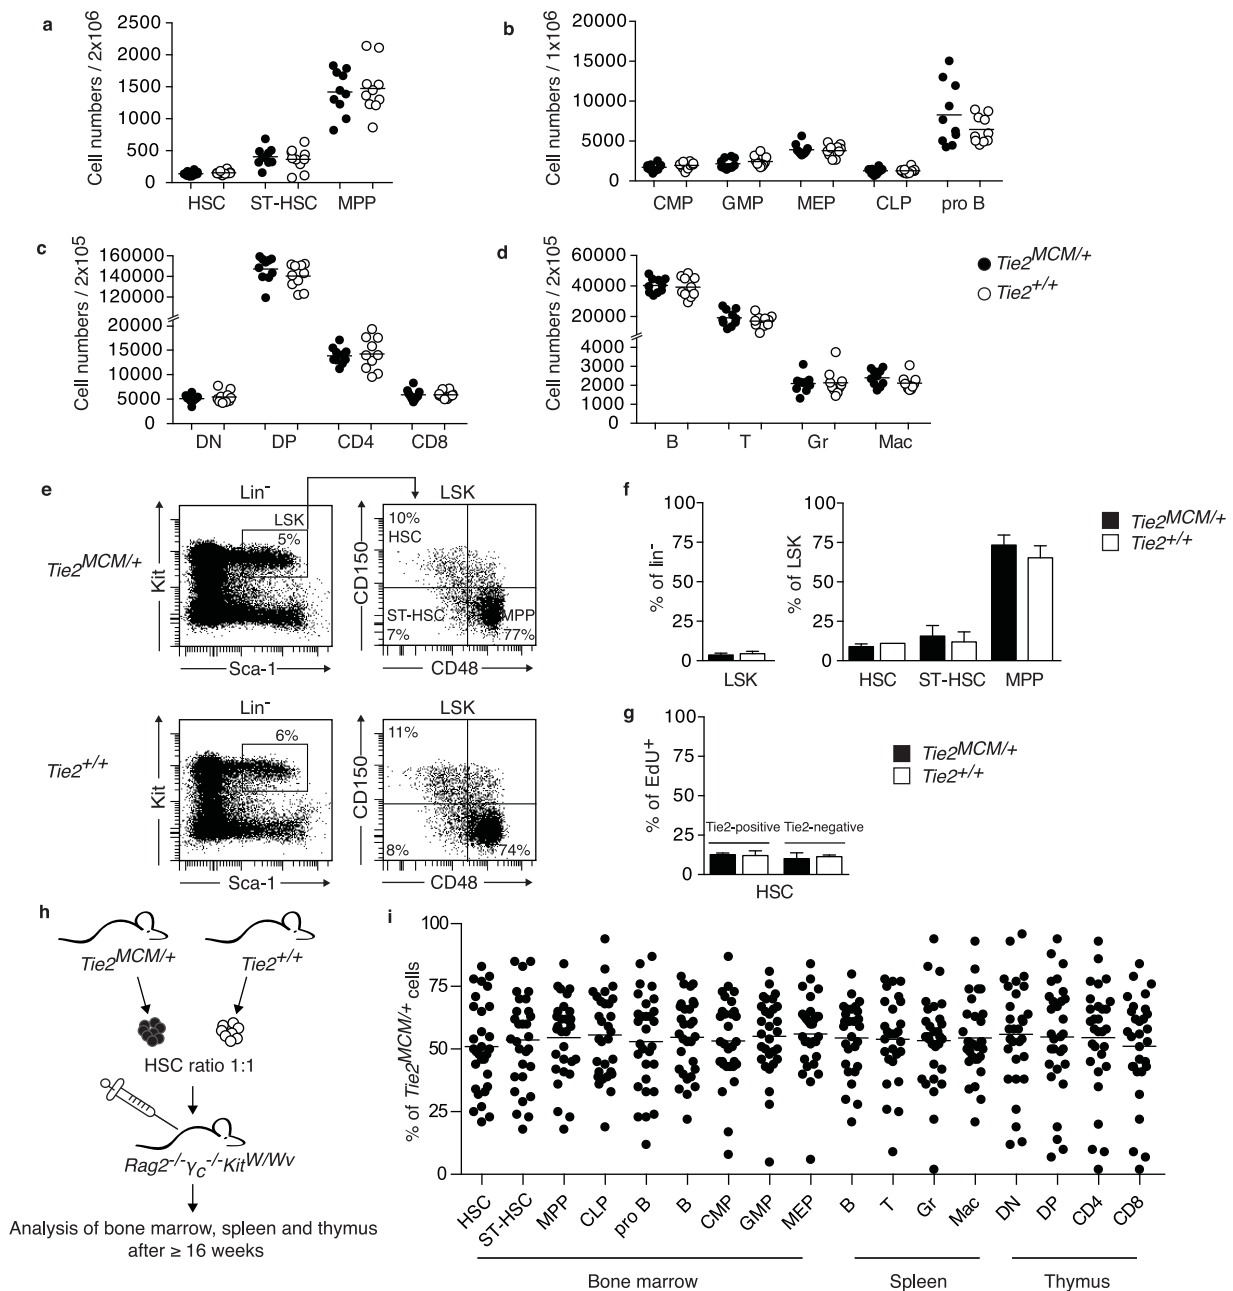 a
Cell numbers / 2x10⁶
2500
2000
1500
1000
500
0
HSC ST-HSC MPP
b
Cell numbers / 1x10⁶
20000
15000
10000
5000
0
CMP GMP MEP CLP pro B
c
Cell numbers / 2x10⁵
160000
140000
120000
20000
15000
10000
5000
0
DN DP CD4 CD8
d
Cell numbers / 2x10⁵
60000
40000
20000
4000
3000
2000
1000
0
B T Gr Mac
Tie2^MCM/+
Tie2^+/+
e
Tie2^MCM/+
Lin⁻
LSK
5%
Kit
Sca-1
LSK
10%
HSC
CD150
ST-HSC MPP
7% 77%
CD48
Tie2^+/+
Lin⁻
6%
Kit
Sca-1
LSK
11%
CD150
8% 74%
CD48
f
% of lin⁻
100
75
50
25
0
LSK
% of LSK
100
75
50
25
0
HSC ST-HSC MPP
Tie2^MCM/+
Tie2^+/+
g
% of EdU⁺
100
75
50
25
0
Tie2-positive Tie2-negative
HSC
Tie2^MCM/+
Tie2^+/+
h
Tie2^MCM/+ Tie2^+/+
HSC ratio 1:1
Rag2⁻/⁻γc⁻/⁻Kit^W/Wv
Analysis of bone marrow, spleen and thymus
after ≥ 16 weeks
i
% of Tie2^MCM/+ cells
100
75
50
25
0
HSC ST-HSC MPP CLP pro B B CMP GMP MEP B T Gr Mac DN DP CD4 CD8
Bone marrow Spleen Thymus